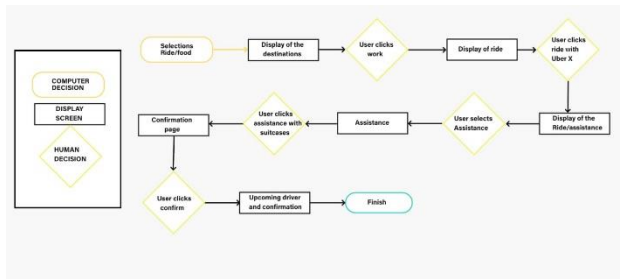 COMPUTER
DECISION
DISPLAY
SCREEN
HUMAN
DECISION
Selections
Ride/food
Display of the
destinations
User clicks
work
Display of ride
User clicks
ride with
Uber X
Display of the
Ride/assistance
User selects
Assistance
Assistance
User clicks
assistance with
suitcases
Confirmation
page
User clicks
confirm
Upcoming driver
and confirmation
Finish